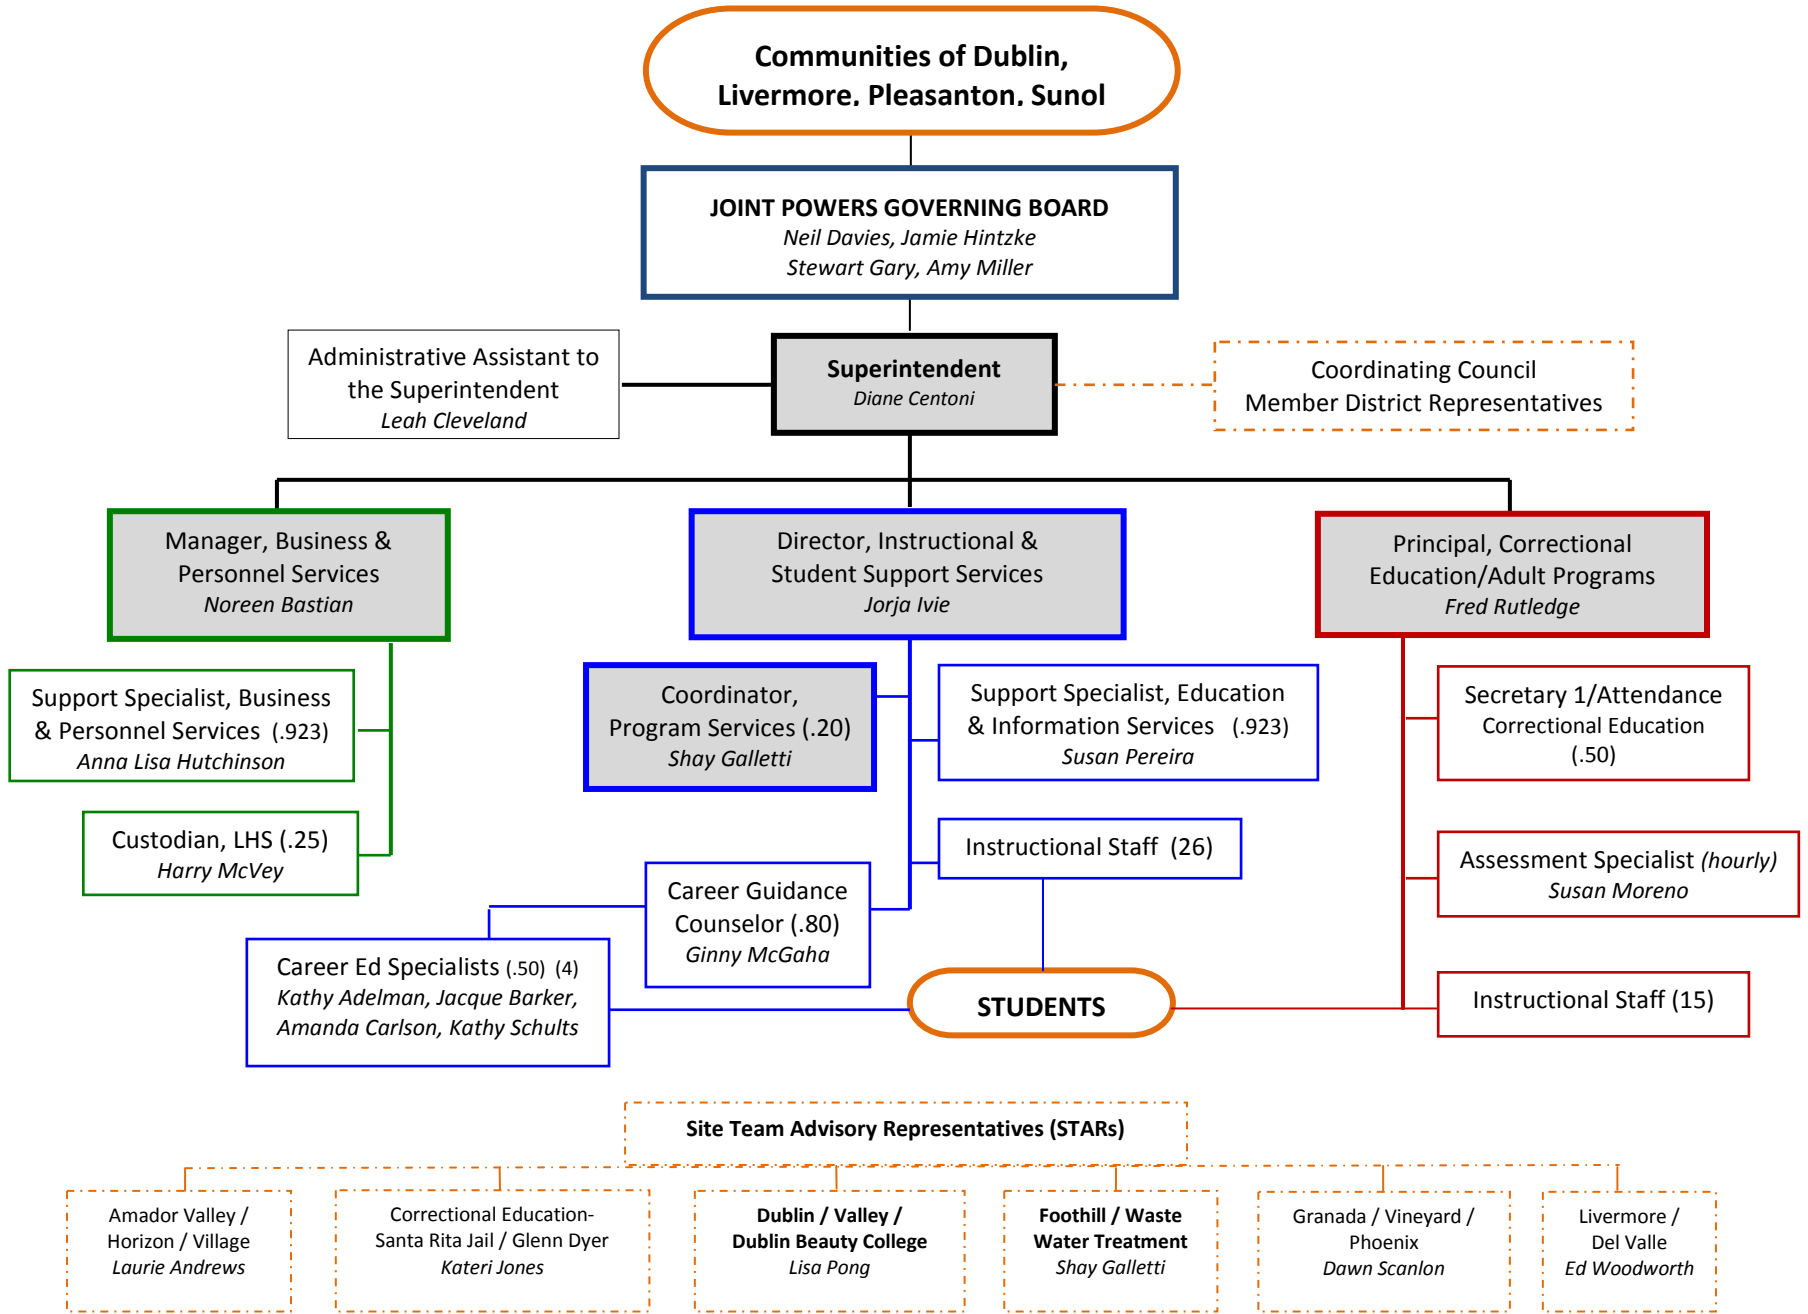 Communities of Dublin,
Livermore, Pleasanton, Sunol
JOINT POWERS GOVERNING BOARD
Neil Davies, Jamie Hintzke
Stewart Gary, Amy Miller
Administrative Assistant to
the Superintendent
Leah Cleveland
Superintendent
Diane Centoni
Coordinating Council
Member District Representatives
Manager, Business &
Personnel Services
Noreen Bastian
Director, Instructional &
Student Support Services
Jorja Ivie
Principal, Correctional
Education/Adult Programs
Fred Rutledge
Support Specialist, Business
& Personnel Services (.923)
Anna Lisa Hutchinson
Coordinator,
Program Services (.20)
Shay Galletti
Support Specialist, Education
& Information Services (.923)
Susan Pereira
Secretary 1/Attendance
Correctional Education
(.50)
Custodian, LHS (.25)
Harry McVey
Instructional Staff (26)
Assessment Specialist (hourly)
Susan Moreno
Career Guidance
Counselor (.80)
Ginny McGaha
Career Ed Specialists (.50) (4)
Kathy Adelman, Jacque Barker,
Amanda Carlson, Kathy Schults
STUDENTS
Instructional Staff (15)
Site Team Advisory Representatives (STARs)
Amador Valley /
Horizon / Village
Laurie Andrews
Correctional Education-
Santa Rita Jail / Glenn Dyer
Kateri Jones
Dublin / Valley /
Dublin Beauty College
Lisa Pong
Foothill / Waste
Water Treatment
Shay Galletti
Granada / Vineyard /
Phoenix
Dawn Scanlon
Livermore /
Del Valle
Ed Woodworth